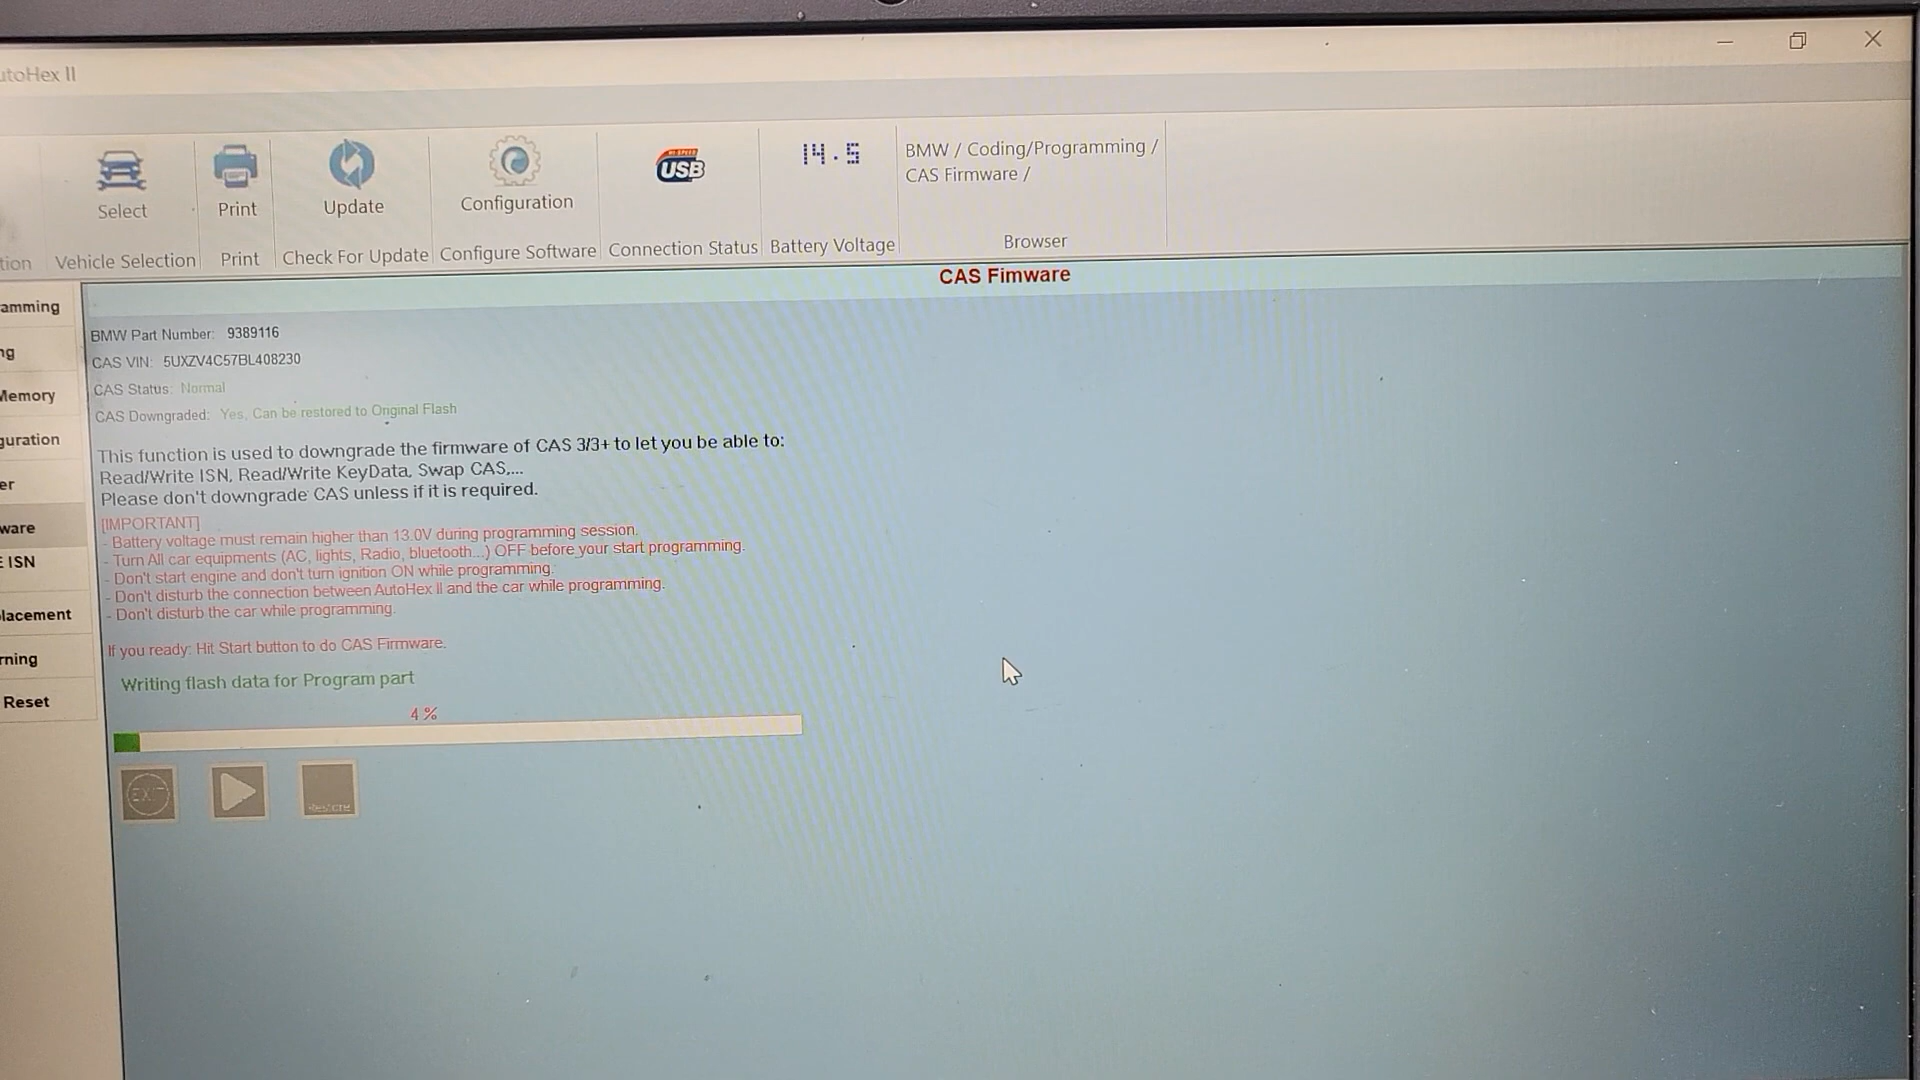 utoHex II
Select
Print
Update
Configuration
USB
14.5
BMW / Coding/Programming /
CAS Firmware /
tion
Vehicle Selection
Print
Check For Update
Configure Software
Connection Status
Battery Voltage
Browser
CAS Fimware
amming
ng
Memory
guration
er
ware
E ISN
lacement
rning
Reset
BMW Part Number: 9389116
CAS VIN: 5UXZV4C57BL408230
CAS Status: Normal
CAS Downgraded: Yes, Can be restored to Original Flash
This function is used to downgrade the firmware of CAS 3/3+ to let you be able to:
Read/Write ISN, Read/Write KeyData, Swap CAS,...
Please don't downgrade CAS unless if it is required.
[IMPORTANT]
- Battery voltage must remain higher than 13.0V during programming session.
- Turn All car equipments (AC, lights, Radio, bluetooth...) OFF before your start programming.
- Don't start engine and don't turn ignition ON while programming.
- Don't disturb the connection between AutoHex II and the car while programming.
- Don't disturb the car while programming.
If you ready: Hit Start button to do CAS Firmware.
Writing flash data for Program part
4 %
EXIT
Restore